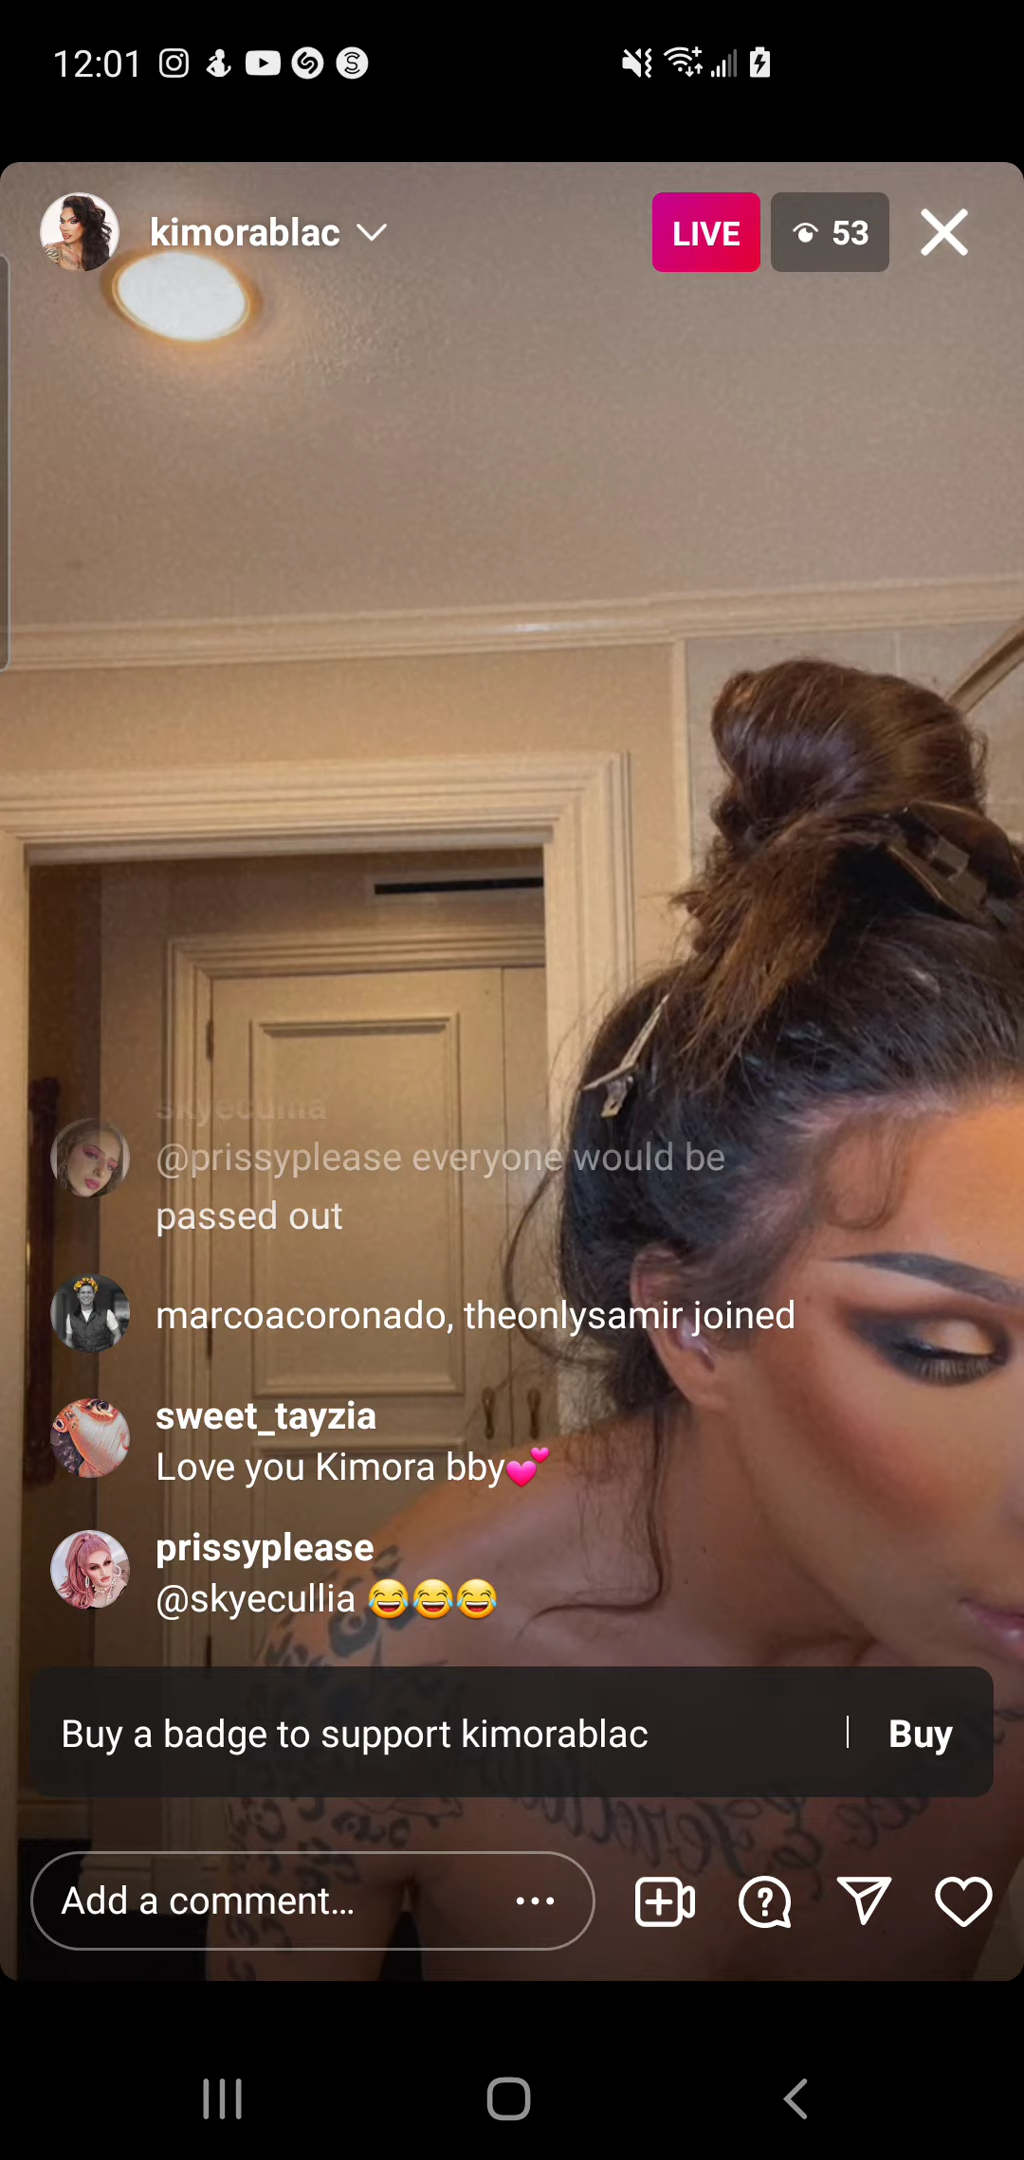 12:01
kimorablac
LIVE
53
skyecullia
@prissyplease everyone would be
passed out
marcoacoronado, theonlysamir joined
sweet_tayzia
Love you Kimora bby💕
prissyplease
@skyecullia 😂😂😂
Buy a badge to support kimorablac | Buy
Add a comment...